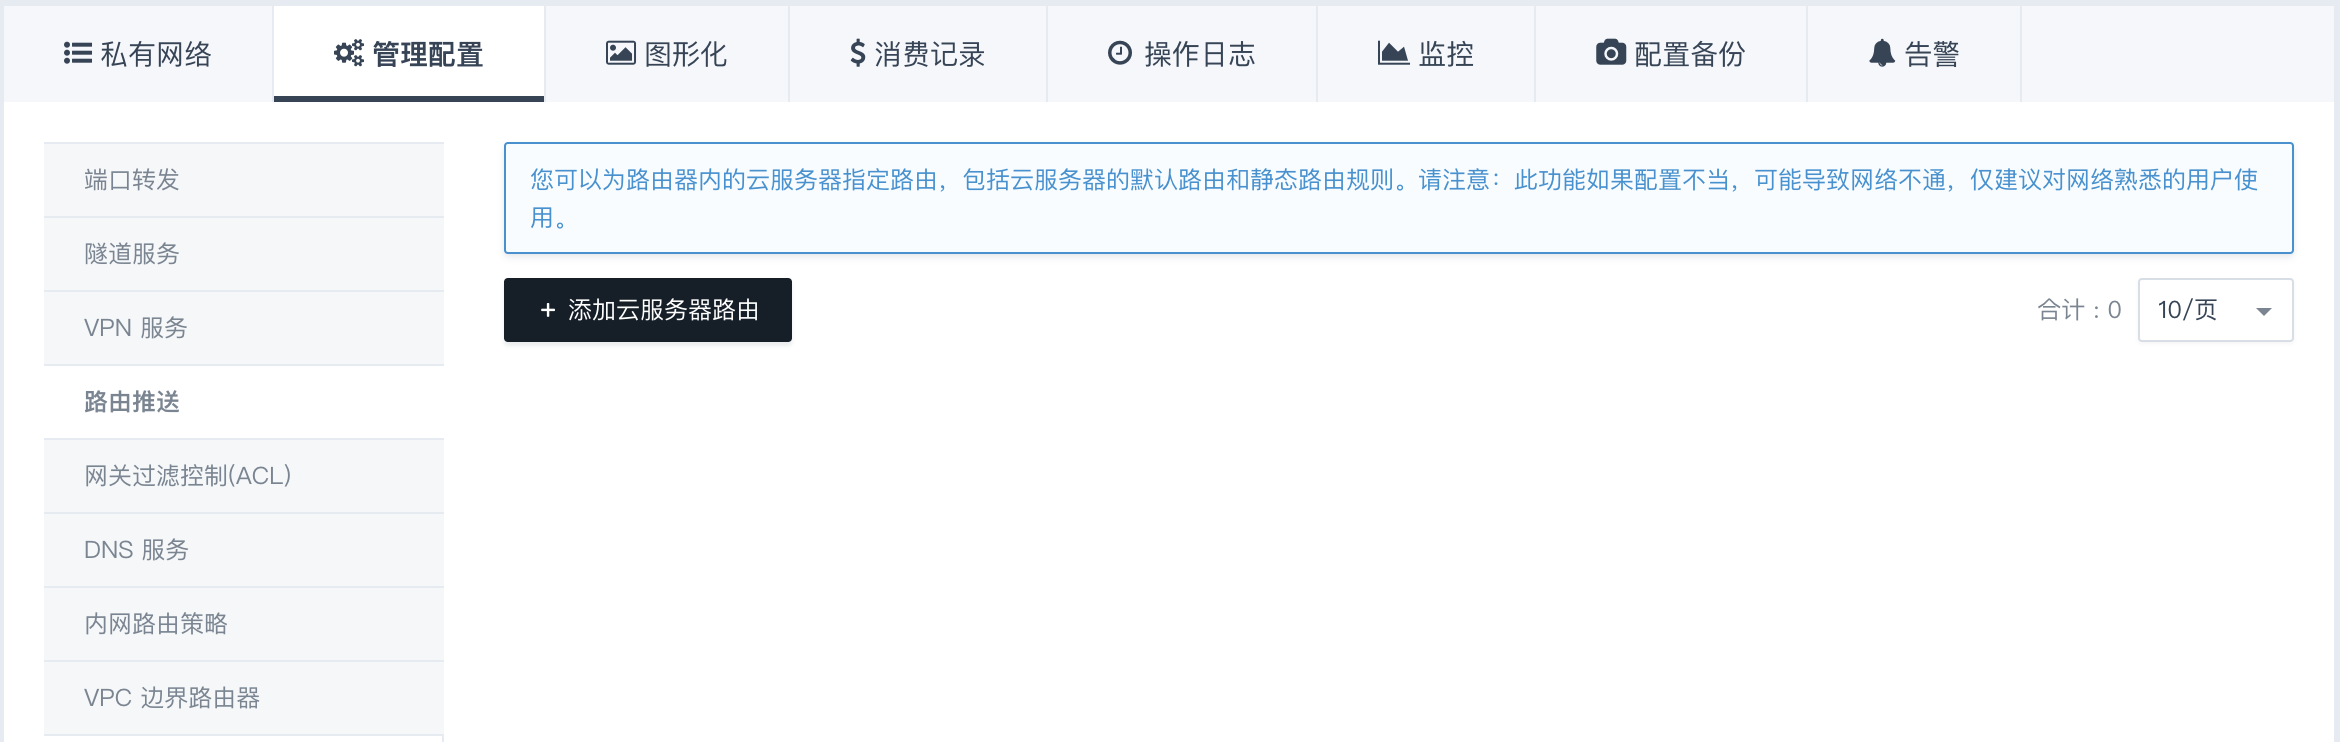 私有网络
管理配置
图形化
消费记录
操作日志
监控
配置备份
告警
端口转发
隧道服务
VPN 服务
路由推送
网关过滤控制(ACL)
DNS 服务
内网路由策略
VPC 边界路由器
您可以为路由器内的云服务器指定路由，包括云服务器的默认路由和静态路由规则。请注意：此功能如果配置不当，可能导致网络不通，仅建议对网络熟悉的用户使
用。
+ 添加云服务器路由
合计 : 0
10/页